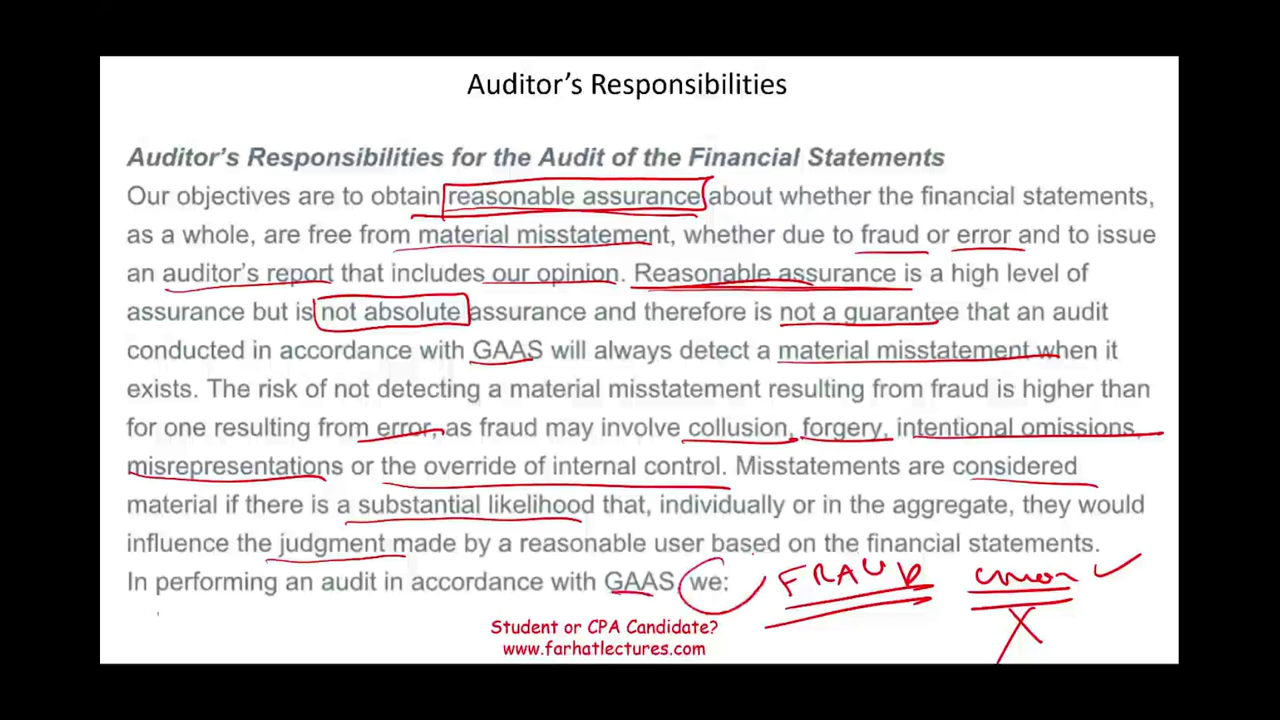 Auditor's Responsibilities
Auditor's Responsibilities for the Audit of the Financial Statements
Our objectives are to obtain reasonable assurance about whether the financial statements,
as a whole, are free from material misstatement, whether due to fraud or error and to issue
an auditor's report that includes our opinion. Reasonable assurance is a high level of
assurance but is not absolute assurance and therefore is not a guarantee that an audit
conducted in accordance with GAAS will always detect a material misstatement when it
exists. The risk of not detecting a material misstatement resulting from fraud is higher than
for one resulting from error, as fraud may involve collusion, forgery, intentional omissions,
misrepresentations or the override of internal control. Misstatements are considered
material if there is a substantial likelihood that, individually or in the aggregate, they would
influence the judgment made by a reasonable user based on the financial statements.
In performing an audit in accordance with GAAS, we: FRAUD
Student or CPA Candidate?
www.farhatlectures.com